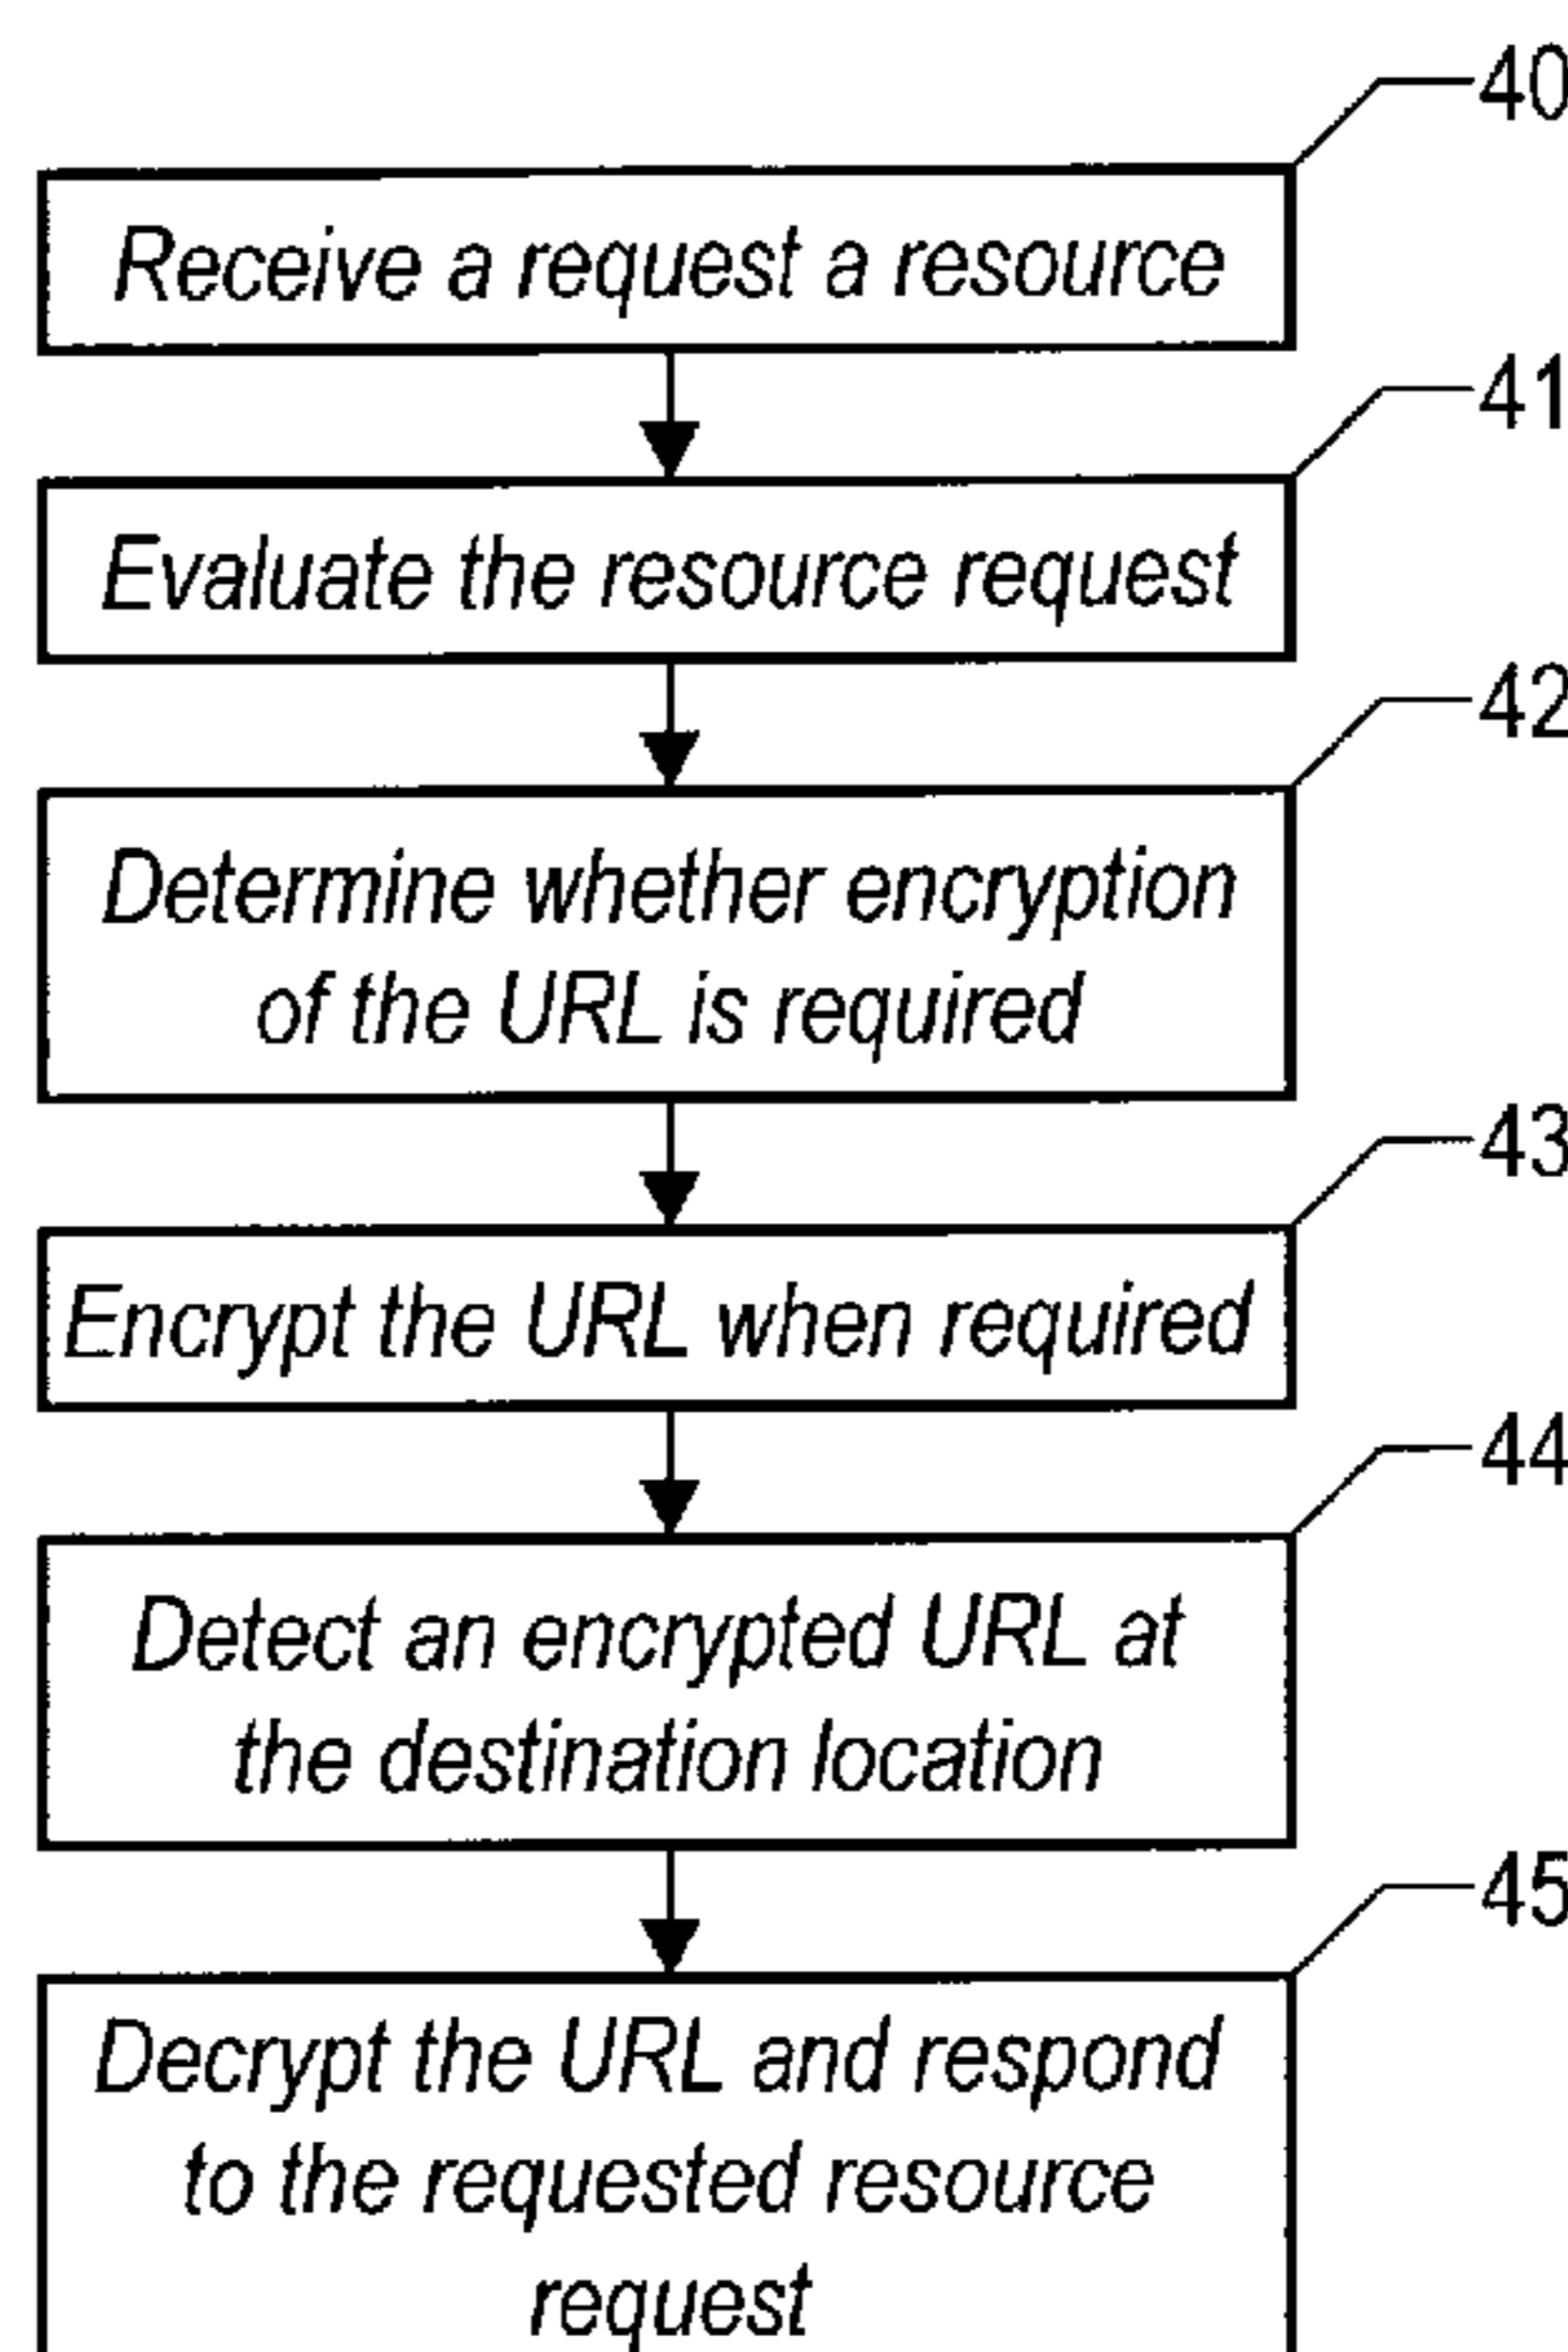 40
Receive a request a resource
41
Evaluate the resource request
42
Determine whether encryption
of the URL is required
43
Encrypt the URL when required
44
Detect an encrypted URL at
the destination location
45
Decrypt the URL and respond
to the requested resource
request